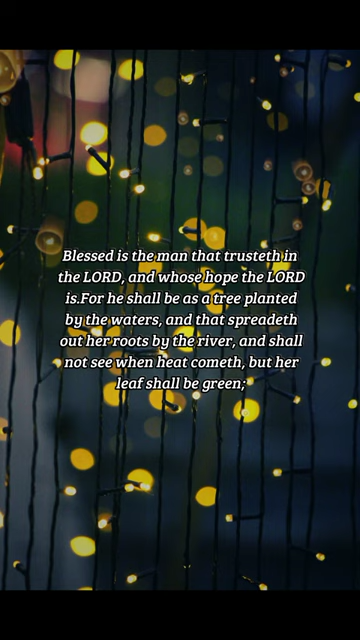 Blessed is the man that trusteth in
the LORD, and whose hope the LORD
is.For he shall be as a tree planted
by the waters, and that spreadeth
out her roots by the river, and shall
not see when heat cometh, but her
leaf shall be green;